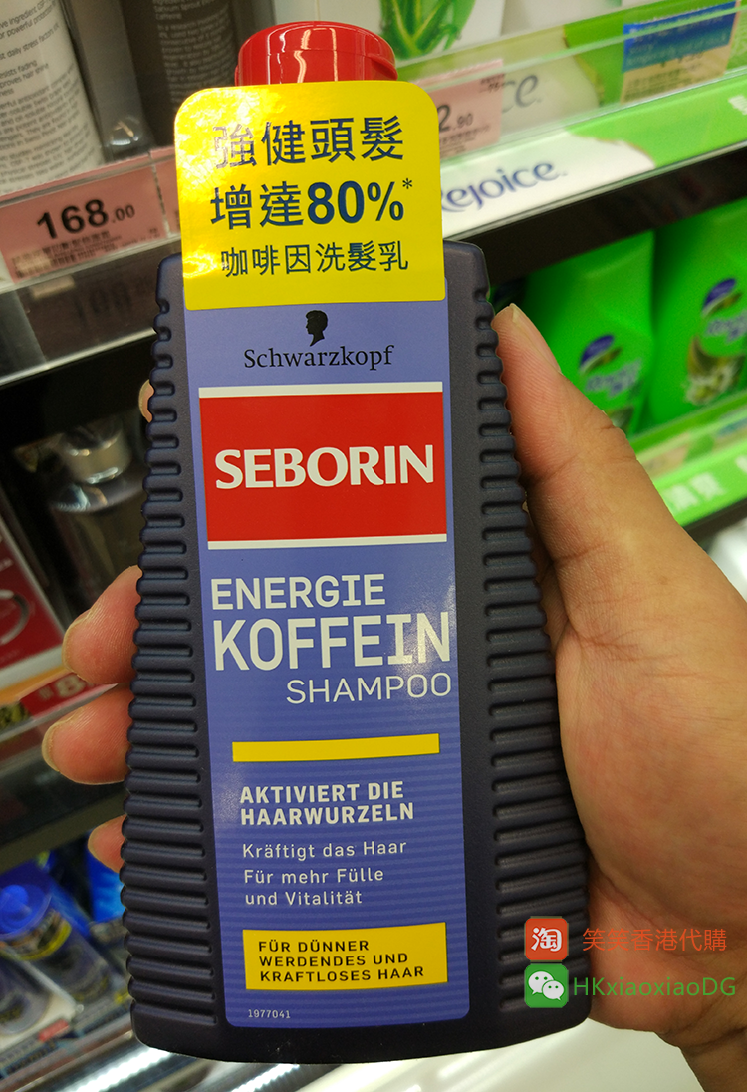 強健頭髮
增達80%*
咖啡因洗髮乳
Schwarzkopf
SEBORIN
ENERGIE
KOFFEIN
SHAMPOO
AKTIVIERT DIE
HAARWURZELN
Kräftigt das Haar
Für mehr Fülle
und Vitalität
FÜR DÜNNER
WERDENDES UND
KRAFTLOSES HAAR
1977041
168.00
2.90
Rejoice.
淘 笑笑香港代購
HKxiaoxiaoDG